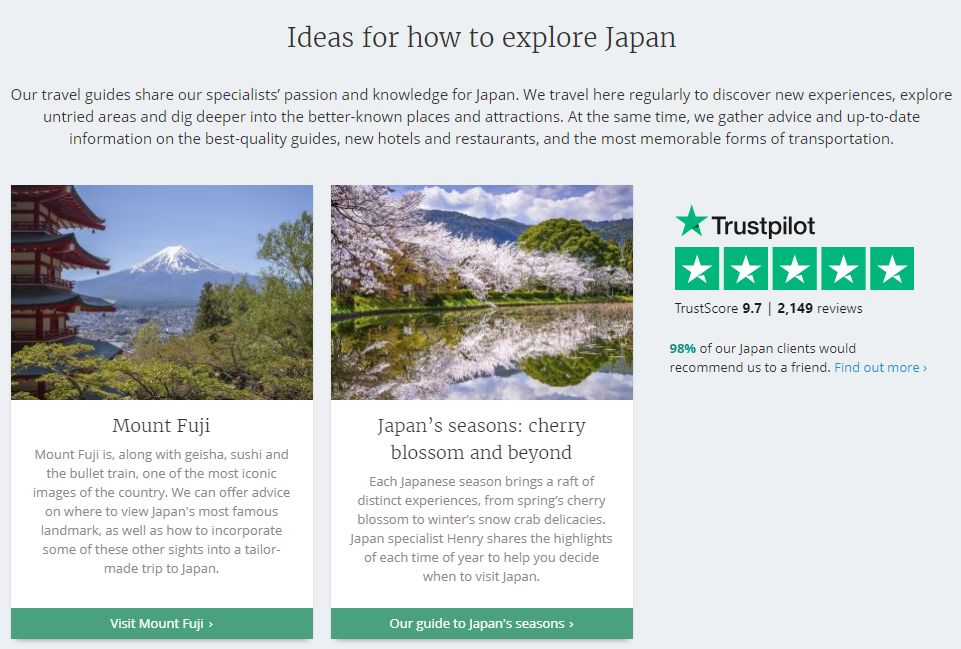 Ideas for how to explore Japan
Our travel guides share our specialists’ passion and knowledge for Japan. We travel here regularly to discover new experiences, explore
untried areas and dig deeper into the better-known places and attractions. At the same time, we gather advice and up-to-date
information on the best-quality guides, new hotels and restaurants, and the most memorable forms of transportation.
Mount Fuji
Mount Fuji is, along with geisha, sushi and
the bullet train, one of the most iconic
images of the country. We can offer advice
on where to view Japan's most famous
landmark, as well as how to incorporate
some of these other sights into a tailor-
made trip to Japan.
Visit Mount Fuji ›
Japan’s seasons: cherry
blossom and beyond
Each Japanese season brings a raft of
distinct experiences, from spring’s cherry
blossom to winter’s snow crab delicacies.
Japan specialist Henry shares the highlights
of each time of year to help you decide
when to visit Japan.
Our guide to Japan's seasons ›
Trustpilot
TrustScore 9.7 | 2,149 reviews
98% of our Japan clients would
recommend us to a friend. Find out more ›